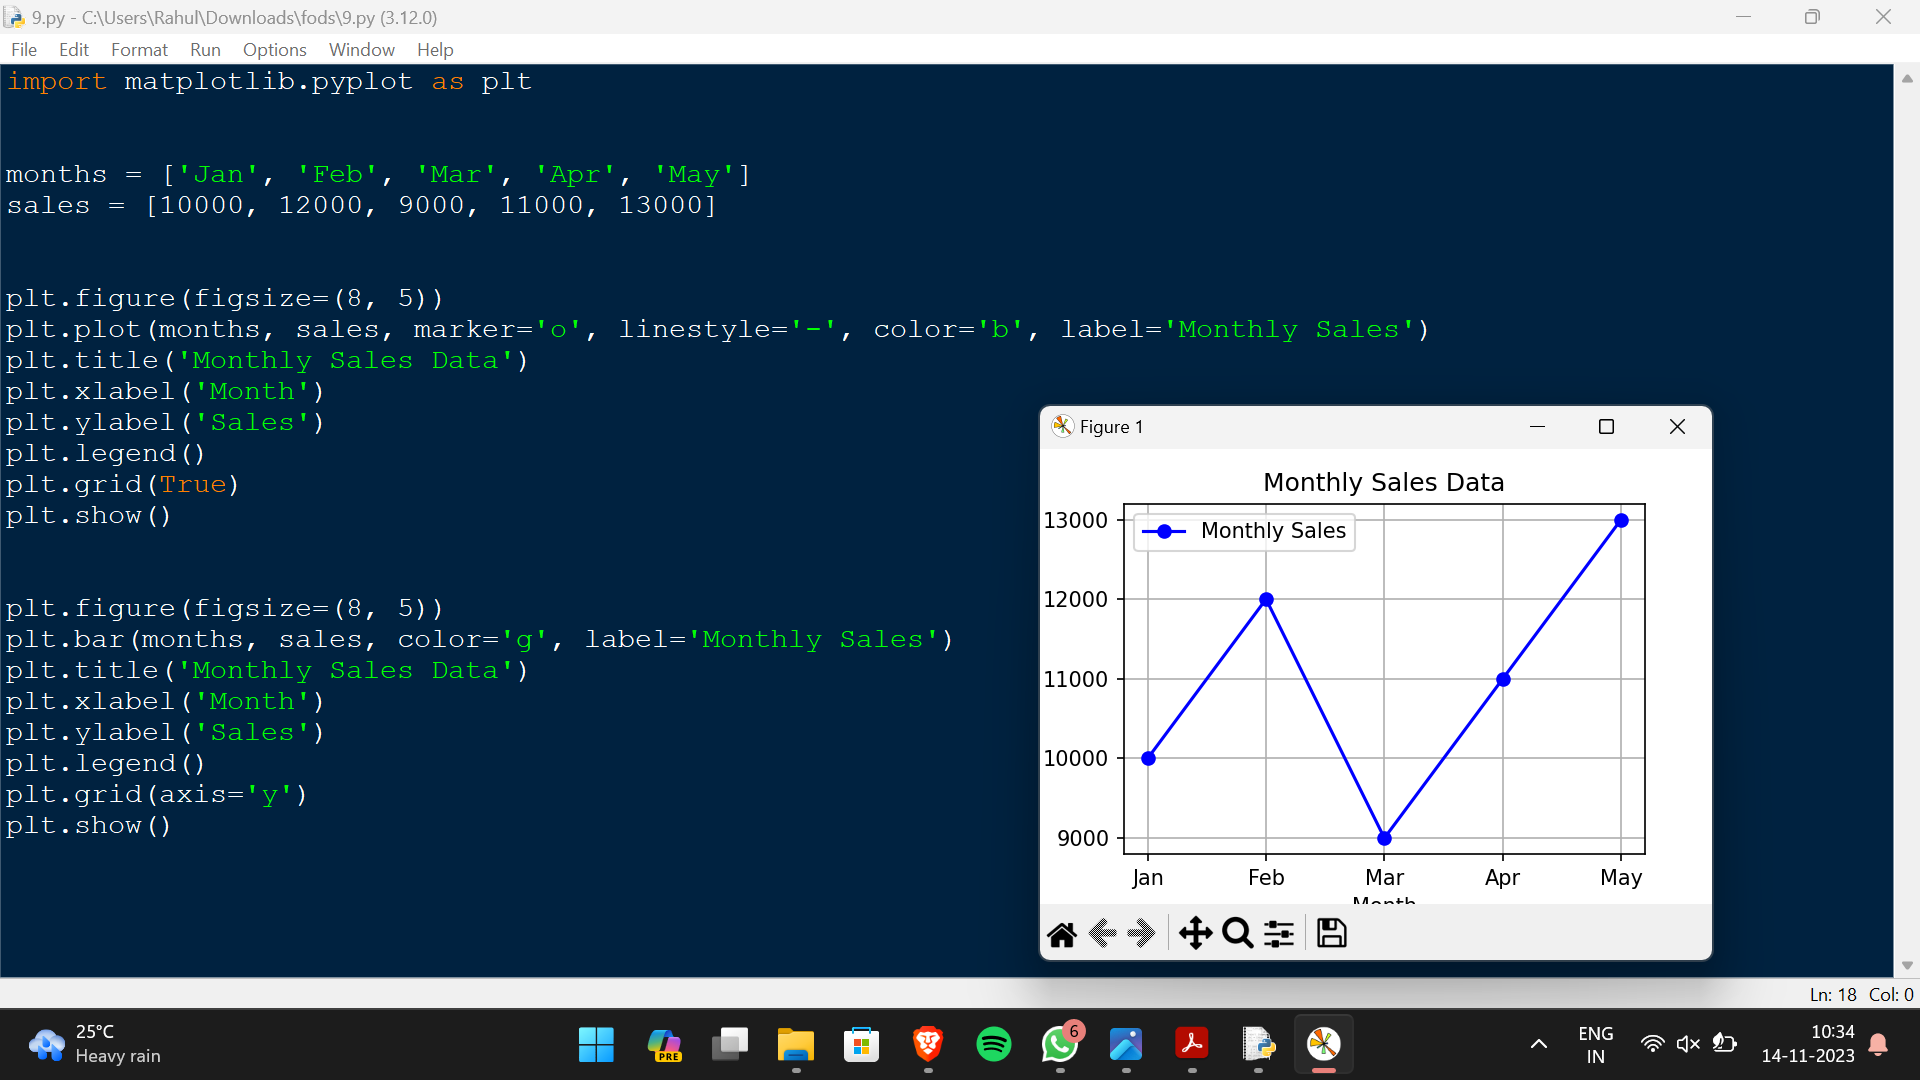 9.py - C:\Users\Rahul\Downloads\fods\9.py (3.12.0)
File Edit Format Run Options Window Help
import matplotlib.pyplot as plt
months = ['Jan', 'Feb', 'Mar', 'Apr', 'May']
sales = [10000, 12000, 9000, 11000, 13000]
plt.figure(figsize=(8, 5))
plt.plot(months, sales, marker='o', linestyle='-', color='b', label='Monthly Sales')
plt.title('Monthly Sales Data')
plt.xlabel('Month')
plt.ylabel('Sales')
plt.legend()
plt.grid(True)
plt.show()
plt.figure(figsize=(8, 5))
plt.bar(months, sales, color='g', label='Monthly Sales')
plt.title('Monthly Sales Data')
plt.xlabel('Month')
plt.ylabel('Sales')
plt.legend()
plt.grid(axis='y')
plt.show()
Figure 1
Monthly Sales Data
Monthly Sales
13000
12000
11000
10000
9000
Jan Feb Mar Apr May
Month
Ln: 18 Col: 0
25°C
Heavy rain
PRE
6
ENG
IN
10:34
14-11-2023